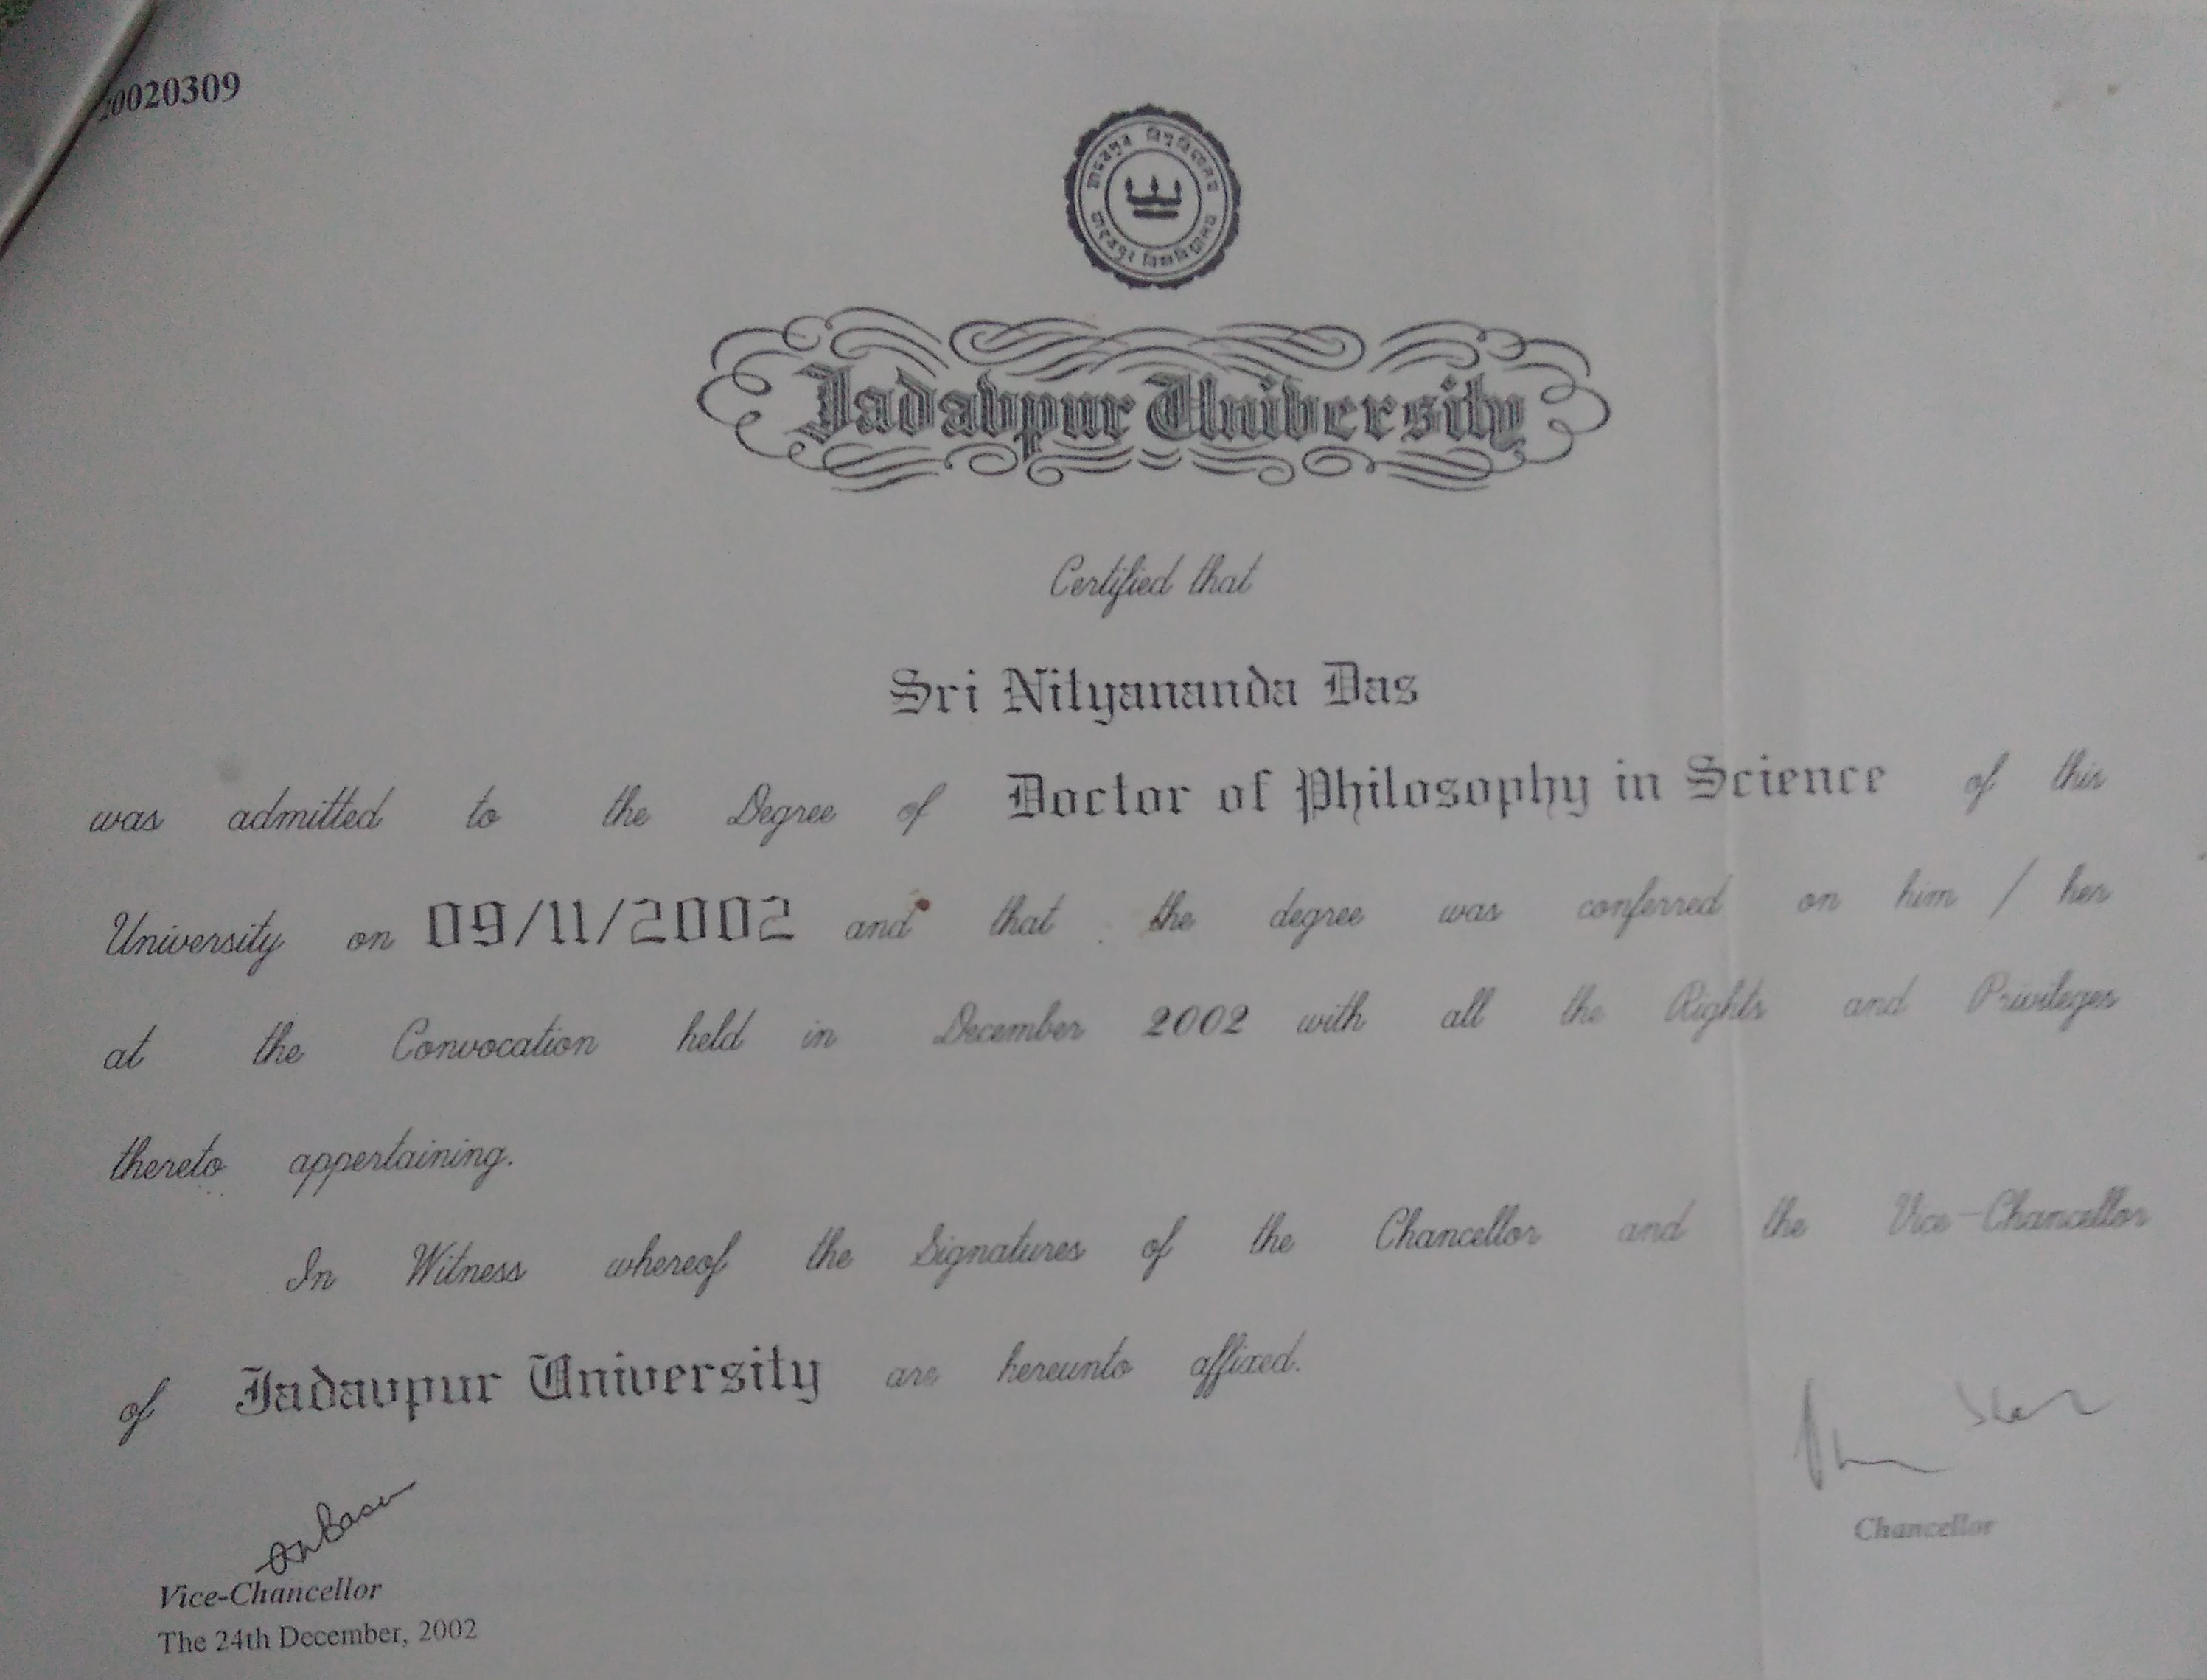 20020309
যাদবপুর বিশ্ববিদ্যালয়
Jadavpur University
Certified that
Sri Nityananda Das
was admitted to the Degree of Doctor of Philosophy in Science of this
University on 09/11/2002 and that the degree was conferred on him / her
at the Convocation held in December 2002 with all the Rights and Privileges
thereto appertaining.
In Witness whereof the Signatures of the Chancellor and the Vice-Chancellor
of Jadavpur University are hereunto affixed.
Chancellor
Vice-Chancellor
The 24th December, 2002